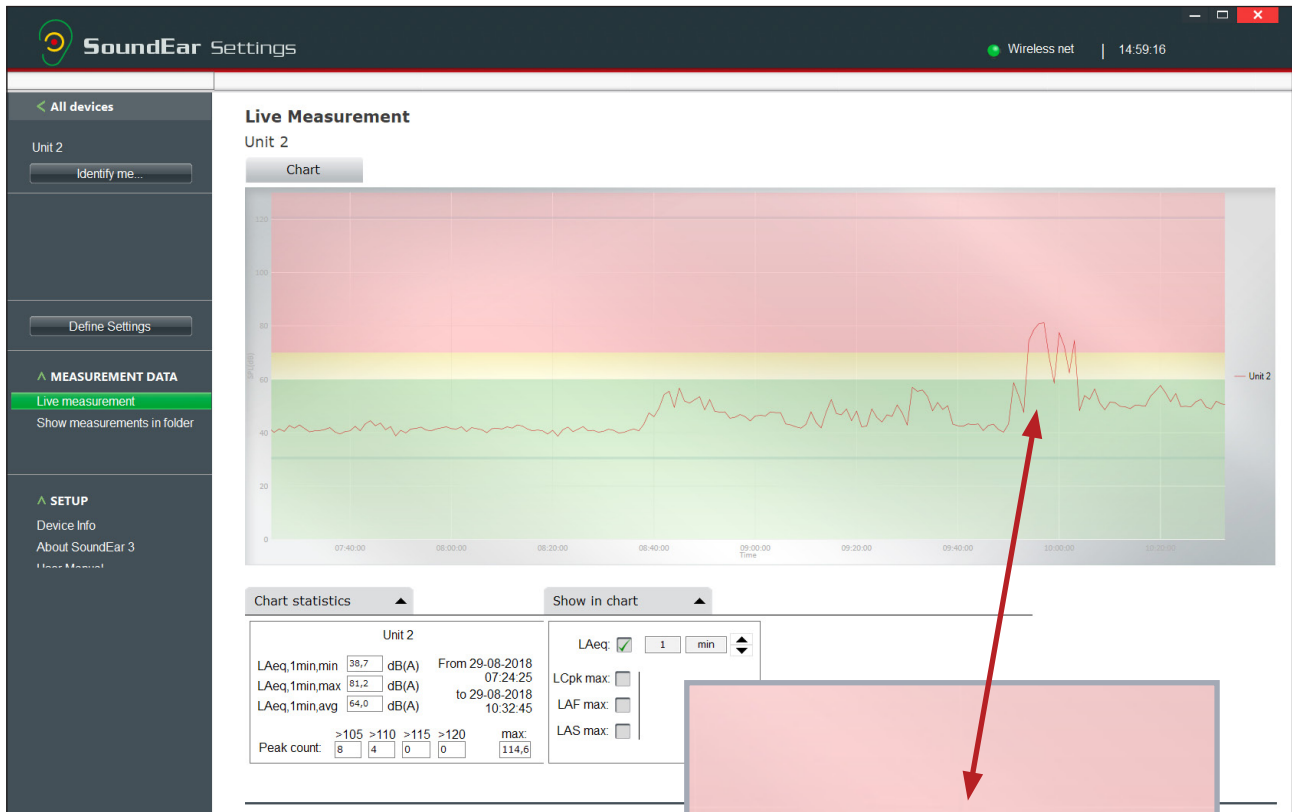 SoundEar Settings
Wireless net | 14:59:16
< All devices
Unit 2
Identify me...
Define Settings
^ MEASUREMENT DATA
Live measurement
Show measurements in folder
^ SETUP
Device Info
About SoundEar 3
User Manual
Live Measurement
Unit 2
Chart
120
100
80
60
40
20
0
07:40:00 08:00:00 08:20:00 08:40:00 09:00:00 09:20:00 09:40:00 10:00:00 10:20:00
Time
Unit 2
Chart statistics
Unit 2
LAeq,1min,min 38,7 dB(A) From 29-08-2018
07:24:25
LAeq,1min,max 81,2 dB(A)
to 29-08-2018
LAeq,1min,avg 64,0 dB(A) 10:32:45
>105 >110 >115 >120 max:
Peak count: 8 4 0 0 114,6
Show in chart
LAeq: 1 min
LCpk max:
LAF max:
LAS max: